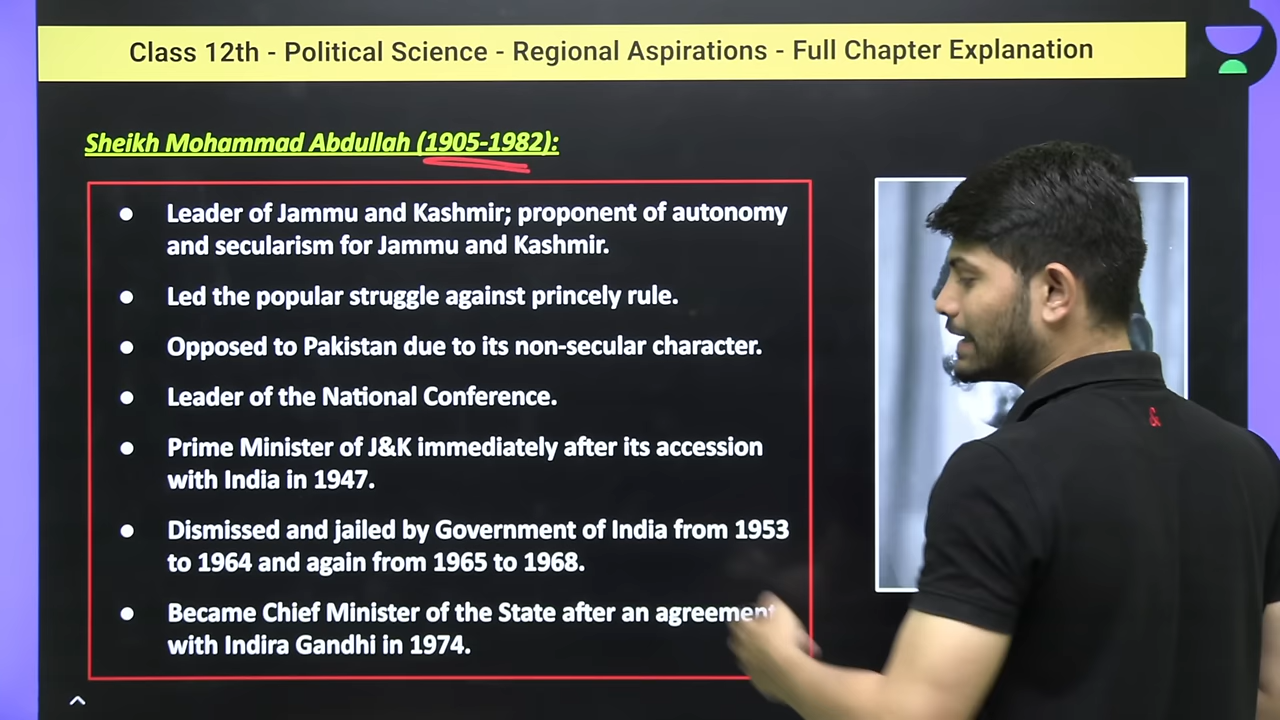 Class 12th - Political Science - Regional Aspirations - Full Chapter Explanation
Sheikh Mohammad Abdullah (1905-1982):
● Leader of Jammu and Kashmir; proponent of autonomy
and secularism for Jammu and Kashmir.
● Led the popular struggle against princely rule.
● Opposed to Pakistan due to its non-secular character.
● Leader of the National Conference.
● Prime Minister of J&K immediately after its accession
with India in 1947.
● Dismissed and jailed by Government of India from 1953
to 1964 and again from 1965 to 1968.
● Became Chief Minister of the State after an agreement
with Indira Gandhi in 1974.
&